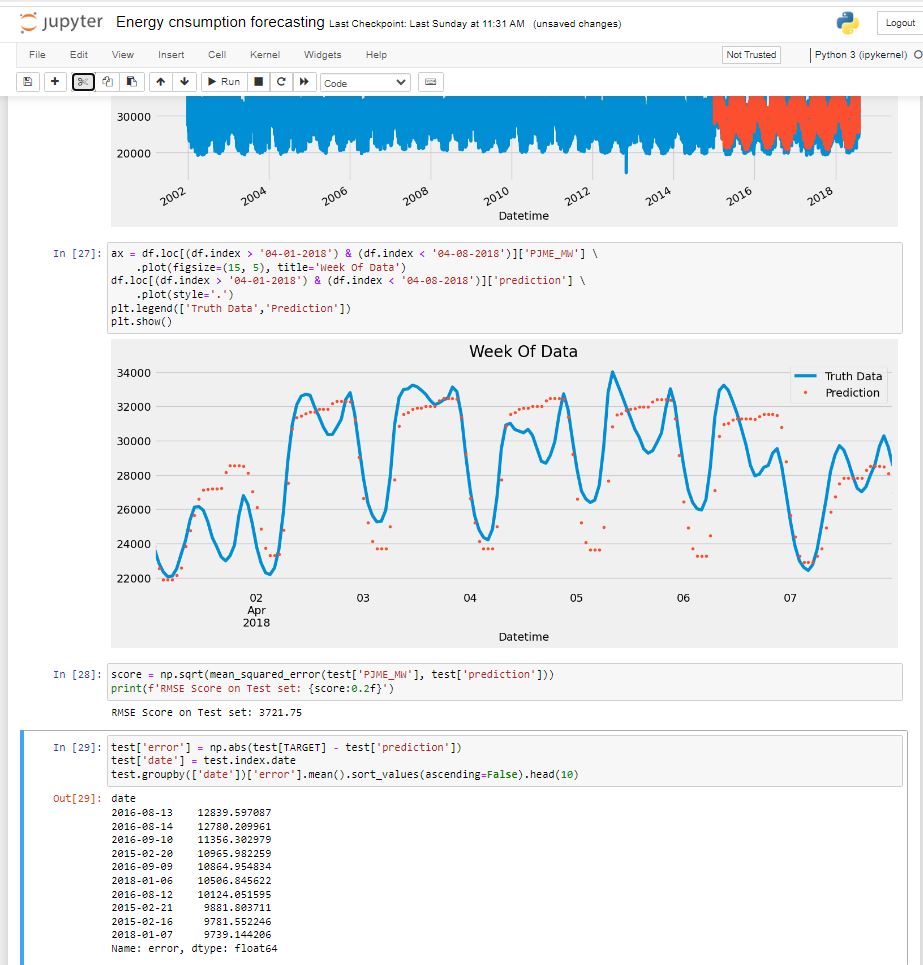 jupyter Energy cnsumption forecasting Last Checkpoint: Last Sunday at 11:31 AM (unsaved changes) Logout
File Edit View Insert Cell Kernel Widgets Help Not Trusted Python 3 (ipykernel)
Run Code
30000
20000
2002 2004 2006 2008 2010 2012 2014 2016 2018
Datetime
In [27]: ax = df.loc[(df.index > '04-01-2018') & (df.index < '04-08-2018')]['PJME_MW'] \
.plot(figsize=(15, 5), title='Week Of Data')
df.loc[(df.index > '04-01-2018') & (df.index < '04-08-2018')]['prediction'] \
.plot(style='.')
plt.legend(['Truth Data','Prediction'])
plt.show()
Week Of Data
34000
32000
30000
28000
26000
24000
22000
Truth Data
Prediction
02 03 04 05 06 07
Apr
2018
Datetime
In [28]: score = np.sqrt(mean_squared_error(test['PJME_MW'], test['prediction']))
print(f'RMSE Score on Test set: {score:0.2f}')
RMSE Score on Test set: 3721.75
In [29]: test['error'] = np.abs(test[TARGET] - test['prediction'])
test['date'] = test.index.date
test.groupby(['date'])['error'].mean().sort_values(ascending=False).head(10)
Out[29]: date
2016-08-13 12839.597087
2016-08-14 12780.209961
2016-09-10 11356.302979
2015-02-20 10965.982259
2016-09-09 10864.954834
2018-01-06 10506.845622
2016-08-12 10124.051595
2015-02-21 9881.803711
2015-02-16 9781.552246
2018-01-07 9739.144206
Name: error, dtype: float64